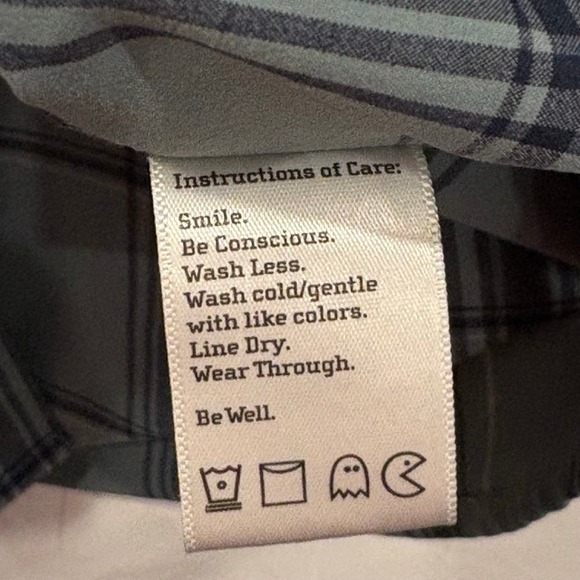 Instructions of Care:
Smile.
Be Conscious.
Wash Less.
Wash cold/gentle
with like colors.
Line Dry.
Wear Through.
Be Well.